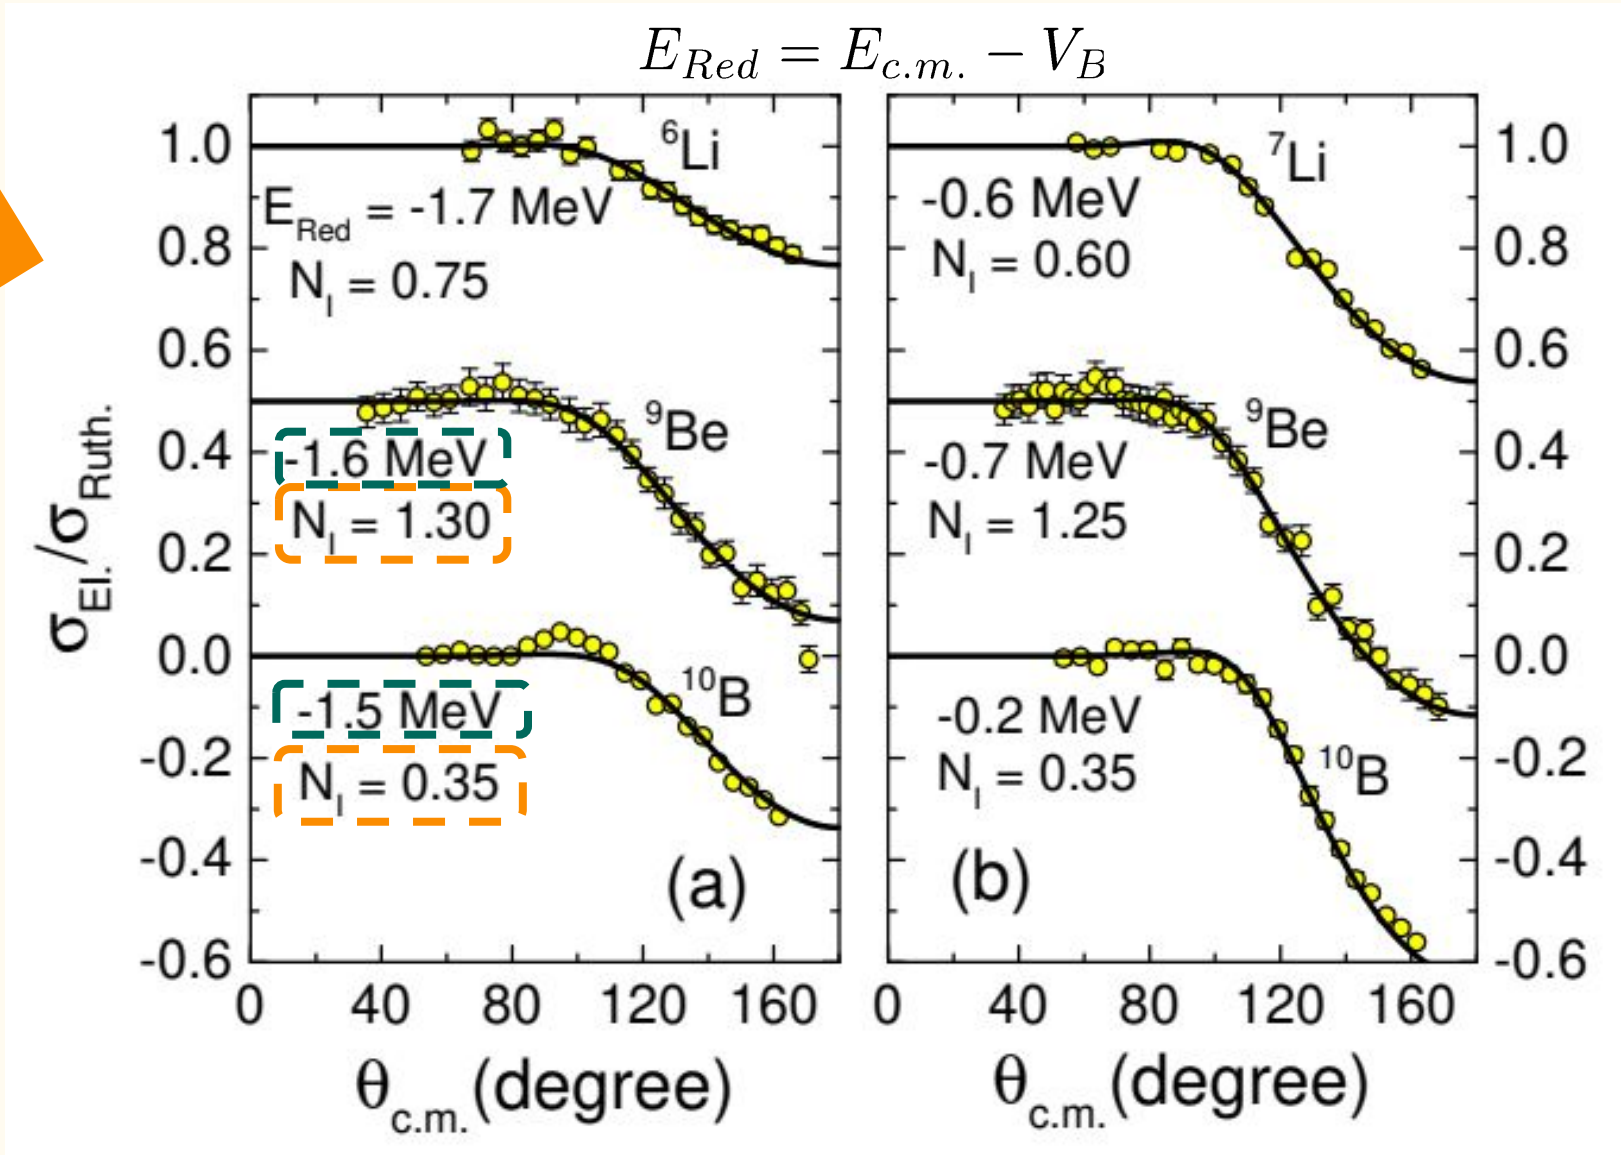 E_Red = E_c.m. − V_B
σ_El./σ_Ruth.
1.0
0.8
0.6
0.4
0.2
0.0
-0.2
-0.4
-0.6
⁶Li
E_Red = -1.7 MeV
N_I = 0.75
⁹Be
-1.6 MeV
N_I = 1.30
¹⁰B
-1.5 MeV
N_I = 0.35
(a)
0 40 80 120 160
θ_c.m. (degree)
⁷Li
-0.6 MeV
N_I = 0.60
⁹Be
-0.7 MeV
N_I = 1.25
-0.2 MeV
¹⁰B
N_I = 0.35
(b)
1.0
0.8
0.6
0.4
0.2
0.0
-0.2
-0.4
-0.6
0 40 80 120 160
θ_c.m. (degree)